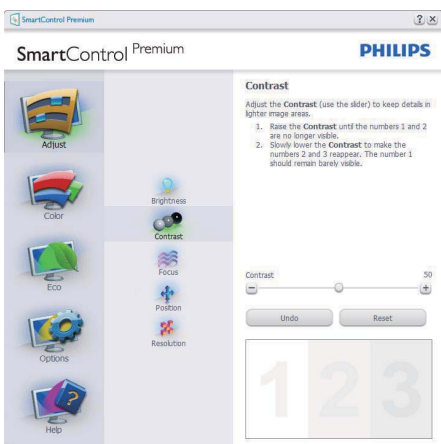 SmartControl Premium
SmartControl Premium
PHILIPS
Adjust
Color
Eco
Options
Help
Brightness
Contrast
Focus
Position
Resolution
Contrast
Adjust the Contrast (use the slider) to keep details in
lighter image areas.
1. Raise the Contrast until the numbers 1 and 2
are no longer visible.
2. Slowly lower the Contrast to make the
numbers 2 and 3 reappear. The number 1
should remain barely visible.
Contrast 50
Undo Reset
1 2 3